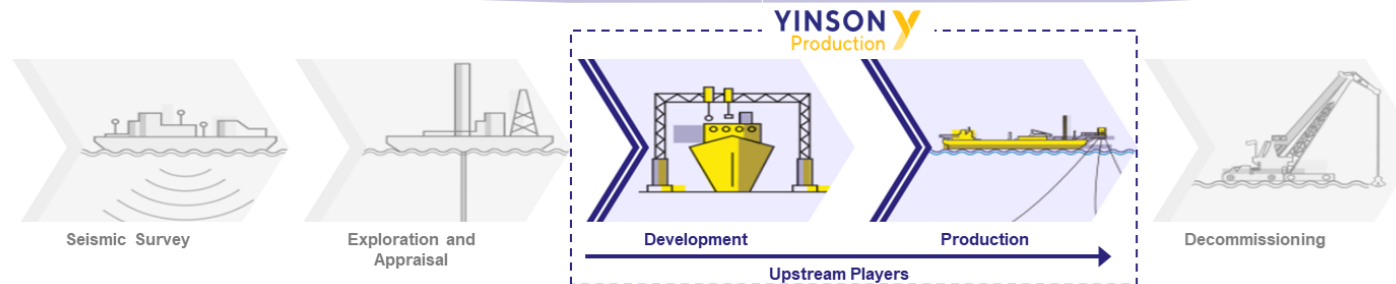 YINSON
Production
Seismic Survey
Exploration and
Appraisal
Development
Production
Decommissioning
Upstream Players